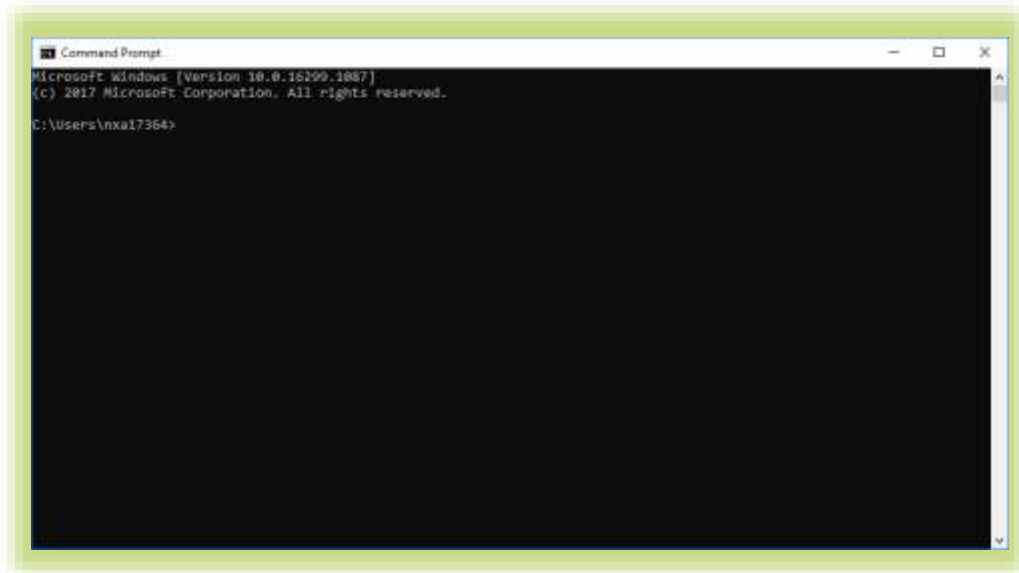 Command Prompt
Microsoft Windows [Version 10.0.16299.1087]
(c) 2017 Microsoft Corporation. All rights reserved.
C:\Users\nxa17364>